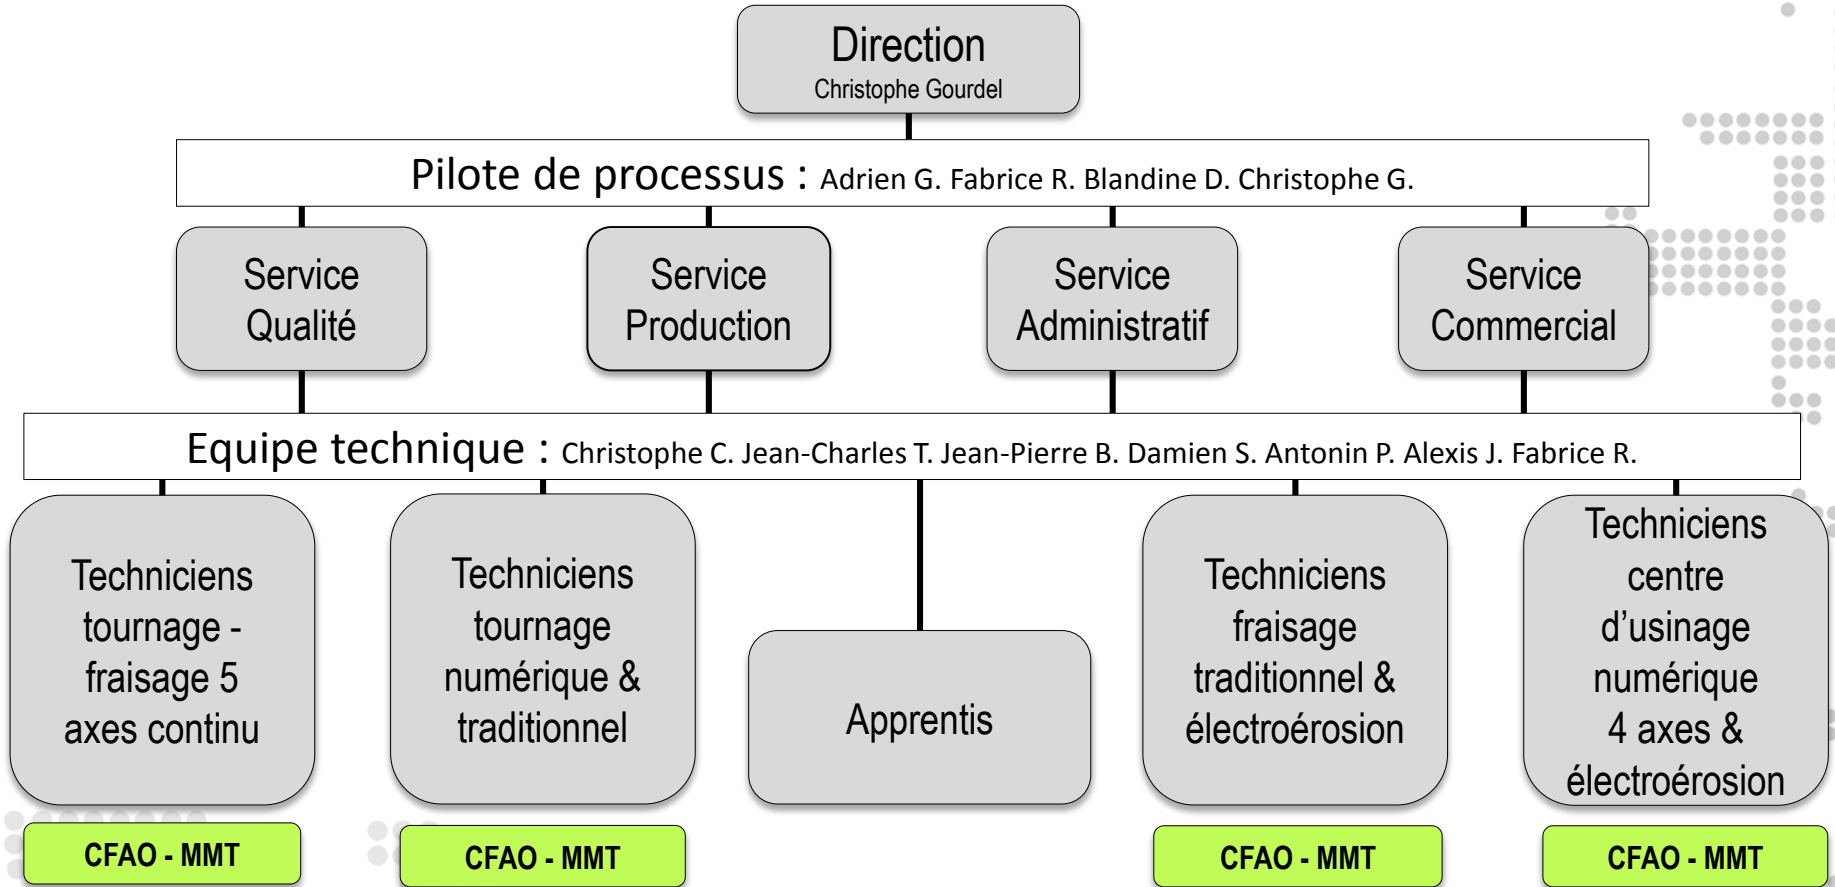 Direction
Christophe Gourdel
Pilote de processus : Adrien G. Fabrice R. Blandine D. Christophe G.
Service
Qualité
Service
Production
Service
Administratif
Service
Commercial
Equipe technique : Christophe C. Jean-Charles T. Jean-Pierre B. Damien S. Antonin P. Alexis J. Fabrice R.
Techniciens
tournage -
fraisage 5
axes continu
Techniciens
tournage
numérique &
traditionnel
Apprentis
Techniciens
fraisage
traditionnel &
électroérosion
Techniciens
centre
d’usinage
numérique
4 axes &
électroérosion
CFAO - MMT
CFAO - MMT
CFAO - MMT
CFAO - MMT